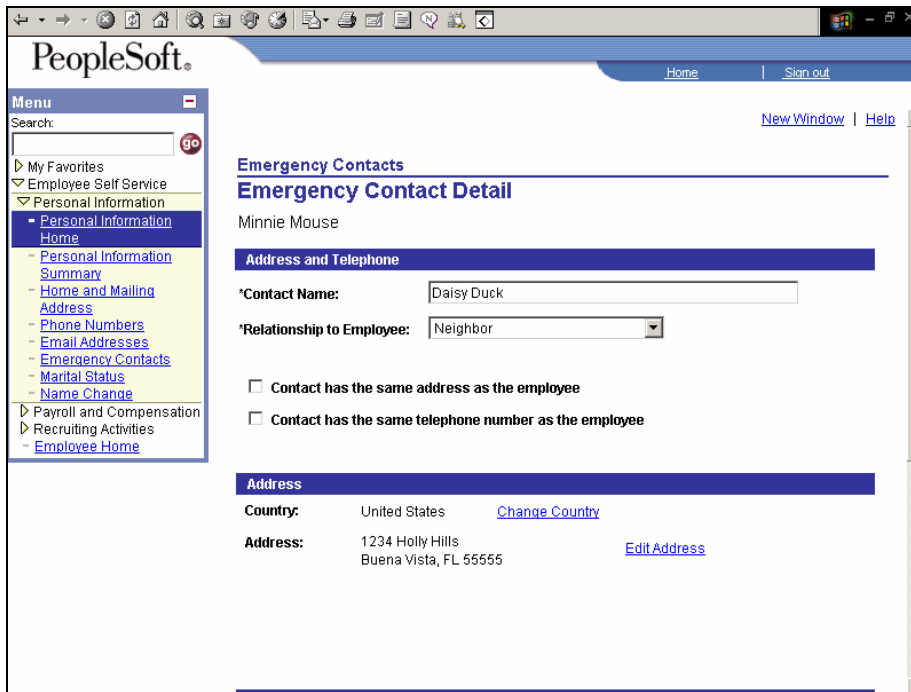 PeopleSoft®
Home | Sign out
Menu
Search:
go
My Favorites
Employee Self Service
Personal Information
Personal Information
Home
Personal Information
Summary
Home and Mailing
Address
Phone Numbers
Email Addresses
Emergency Contacts
Marital Status
Name Change
Payroll and Compensation
Recruiting Activities
Employee Home
New Window | Help
Emergency Contacts
Emergency Contact Detail
Minnie Mouse
Address and Telephone
*Contact Name: Daisy Duck
*Relationship to Employee: Neighbor
Contact has the same address as the employee
Contact has the same telephone number as the employee
Address
Country: United States Change Country
Address: 1234 Holly Hills
Buena Vista, FL 55555
Edit Address